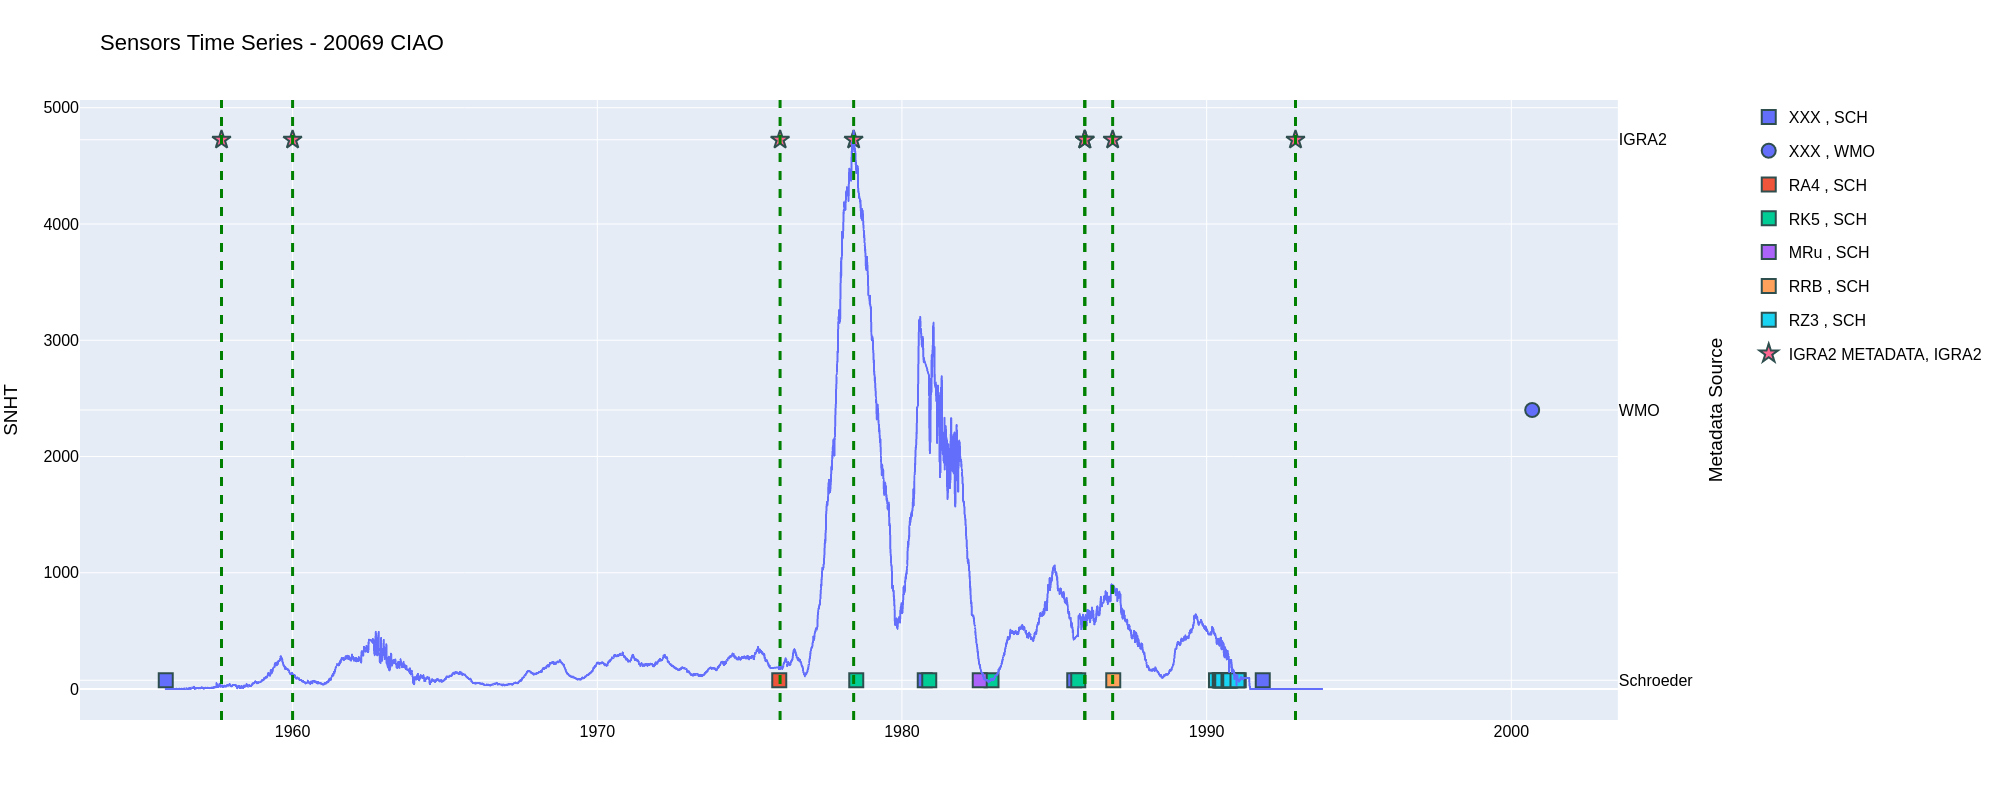 Sensors Time Series - 20069 CIAO
5000
4000
3000
2000
1000
0
SNHT
1960
1970
1980
1990
2000
IGRA2
WMO
Schroeder
Metadata Source
XXX , SCH
XXX , WMO
RA4 , SCH
RK5 , SCH
MRu , SCH
RRB , SCH
RZ3 , SCH
IGRA2 METADATA, IGRA2